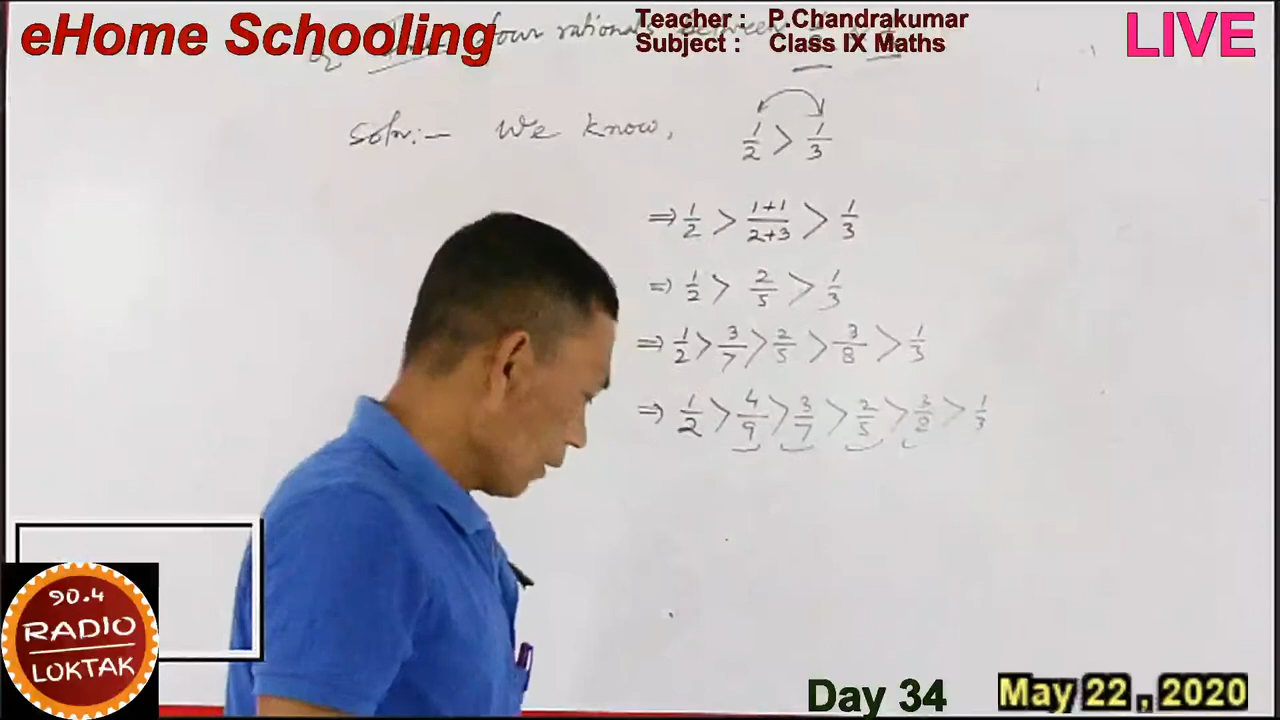 eHome Schooling
Teacher : P.Chandrakumar
Subject : Class IX Maths
LIVE
four rationals between
Soln:- We know, 1/2 > 1/3
⇒ 1/2 > 1+1/2+3 > 1/3
⇒ 1/2 > 2/5 > 1/3
⇒ 1/2 > 3/7 > 2/5 > 3/8 > 1/3
⇒ 1/2 > 4/9 > 3/7 > 2/5 > 3/8 > 1/3
90.4
RADIO
LOKTAK
Day 34
May 22 , 2020